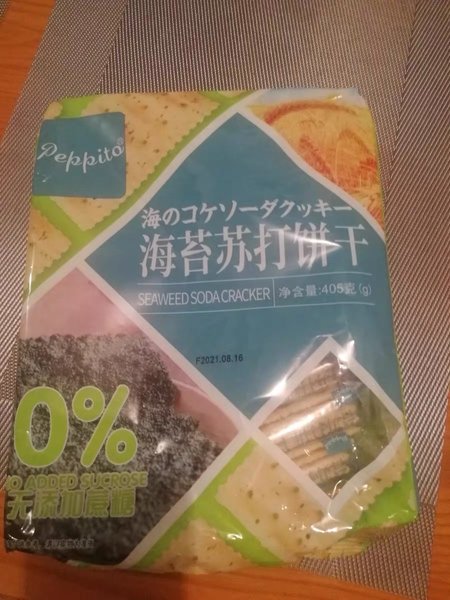 Peppito®
海のコケソーダクッキー
海苔苏打饼干
SEAWEED SODA CRACKER
净含量:405克(g)
F2021.08.16
0%
NO ADDED SUCROSE
无添加蔗糖